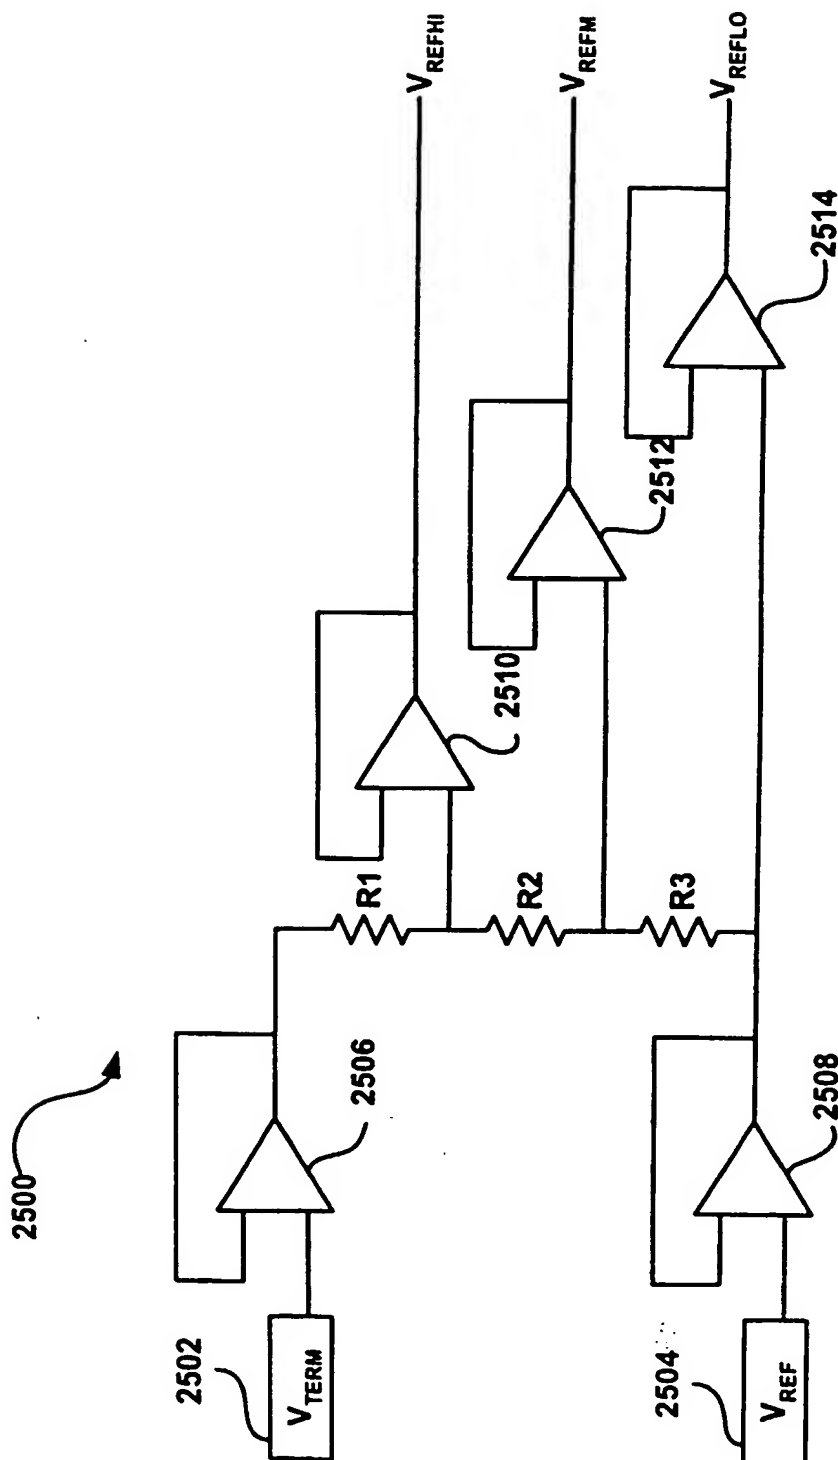 2500
2502
V_TERM
2506
R1
2510
V_REFHI
R2
2512
V_REFM
R3
2514
V_REFLO
2504
V_REF
2508